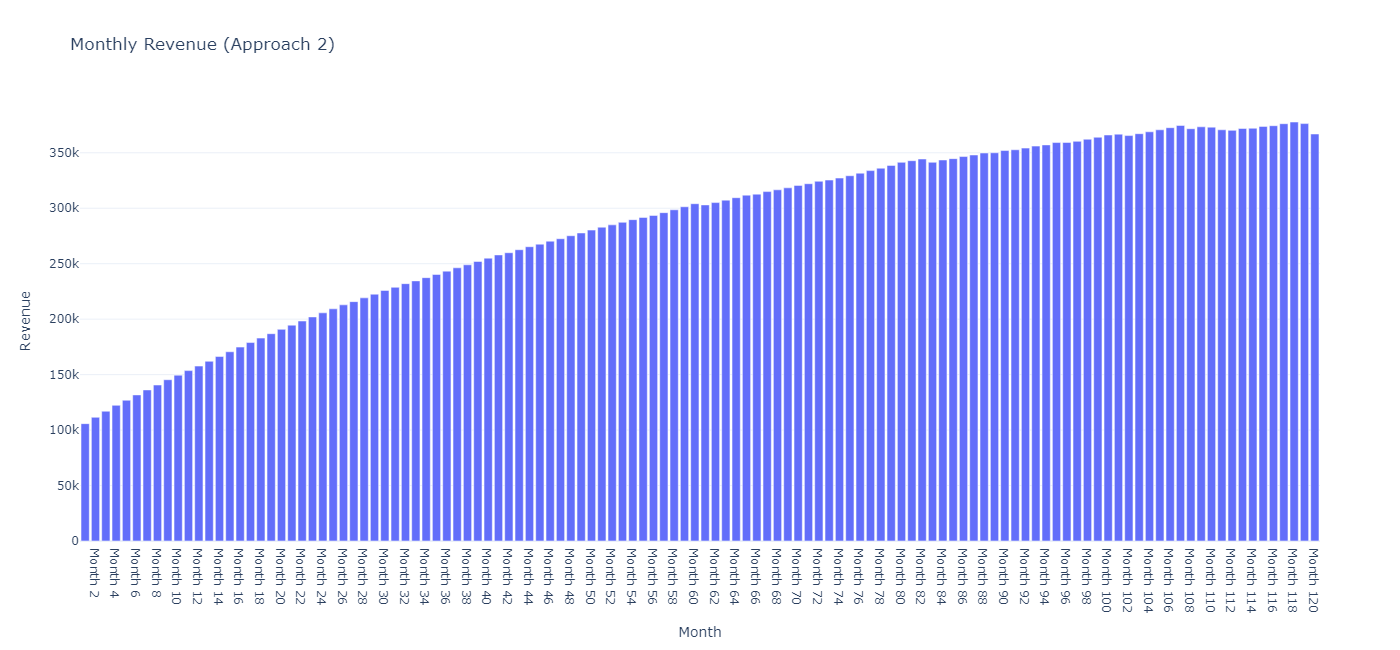 Monthly Revenue (Approach 2)
350k
300k
250k
200k
150k
100k
50k
0
Revenue
Month 2
Month 4
Month 6
Month 8
Month 10
Month 12
Month 14
Month 16
Month 18
Month 20
Month 22
Month 24
Month 26
Month 28
Month 30
Month 32
Month 34
Month 36
Month 38
Month 40
Month 42
Month 44
Month 46
Month 48
Month 50
Month 52
Month 54
Month 56
Month 58
Month 60
Month 62
Month 64
Month 66
Month 68
Month 70
Month 72
Month 74
Month 76
Month 78
Month 80
Month 82
Month 84
Month 86
Month 88
Month 90
Month 92
Month 94
Month 96
Month 98
Month 100
Month 102
Month 104
Month 106
Month 108
Month 110
Month 112
Month 114
Month 116
Month 118
Month 120
Month